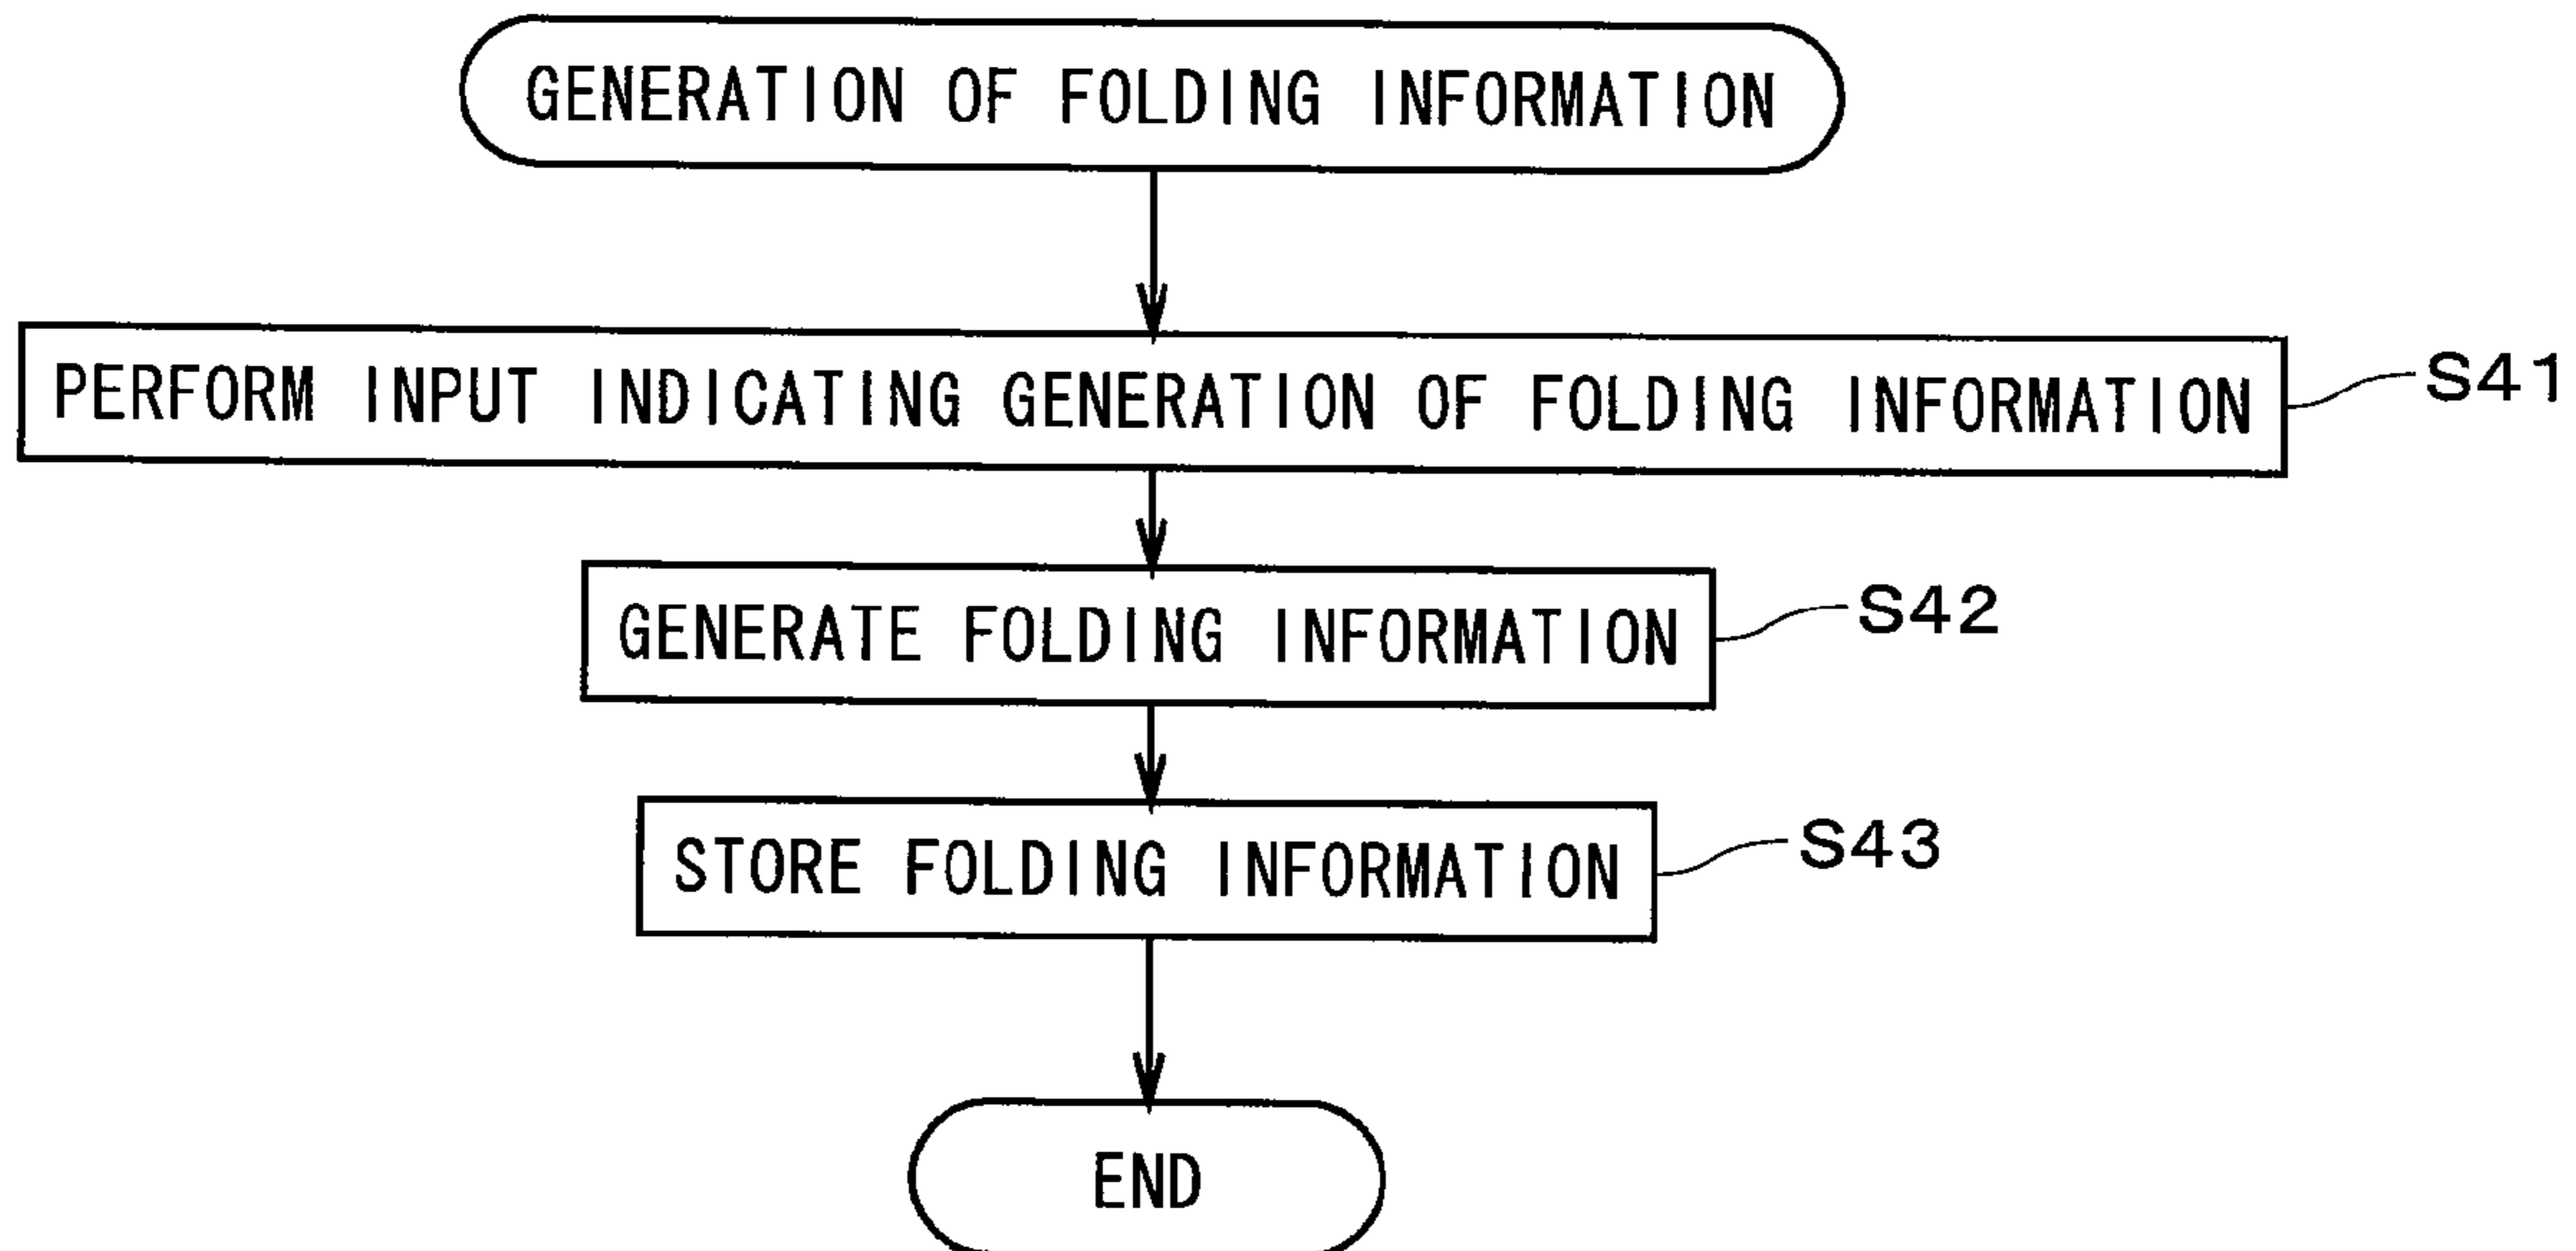 GENERATION OF FOLDING INFORMATION
PERFORM INPUT INDICATING GENERATION OF FOLDING INFORMATION
S41
GENERATE FOLDING INFORMATION
S42
STORE FOLDING INFORMATION
S43
END